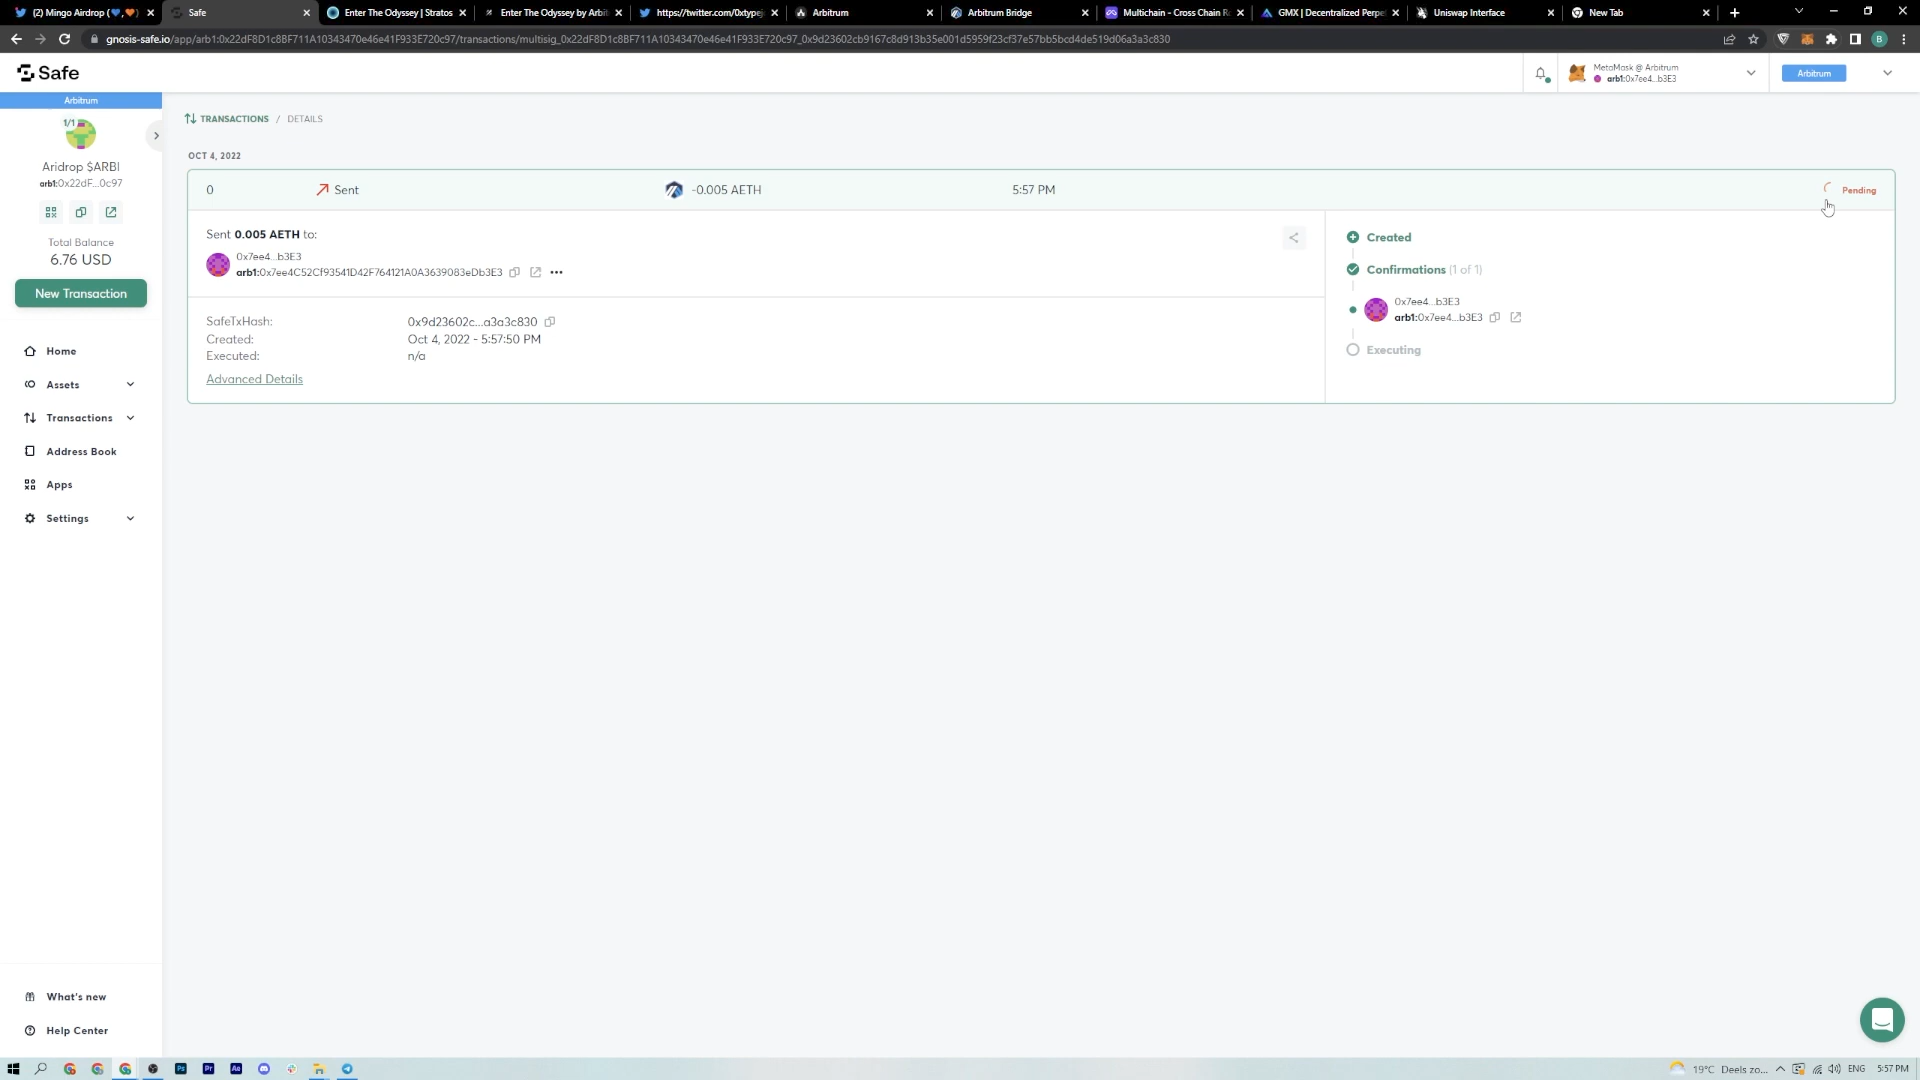 (2) Mingo Airdrop (💙,🧡)
Safe
Enter The Odyssey | Stratos
Enter The Odyssey by Arbit
https://twitter.com/0xtypej
Arbitrum
Arbitrum Bridge
Multichain - Cross Chain R
GMX | Decentralized Perpe
Uniswap Interface
New Tab
gnosis-safe.io/app/arb1:0x22dF8D1c8BF711A10343470e46e41F933E720c97/transactions/multisig_0x22dF8D1c8BF711A10343470e46e41F933E720c97_0x9d23602cb9167c8d913b35e001d5959f23cf37e57bb5bcd4de519d06a3a3c830
B
Safe
MetaMask @ Arbitrum
arb1:0x7ee4...b3E3
Arbitrum
Arbitrum
1/1
Aridrop $ARBI
arb1:0x22dF...0c97
Total Balance
6.76 USD
New Transaction
Home
Assets
Transactions
Address Book
Apps
Settings
What's new
Help Center
TRANSACTIONS / DETAILS
OCT 4, 2022
0
Sent
-0.005 AETH
5:57 PM
Pending
Sent 0.005 AETH to:
0x7ee4...b3E3
arb1:0x7ee4C52Cf93541D42F764121A0A3639083eDb3E3
SafeTxHash: 0x9d23602c...a3a3c830
Created: Oct 4, 2022 - 5:57:50 PM
Executed: n/a
Advanced Details
Created
Confirmations (1 of 1)
0x7ee4...b3E3
arb1:0x7ee4...b3E3
Executing
Ps
Pr
Ae
19°C Deels zo...
ENG
5:57 PM